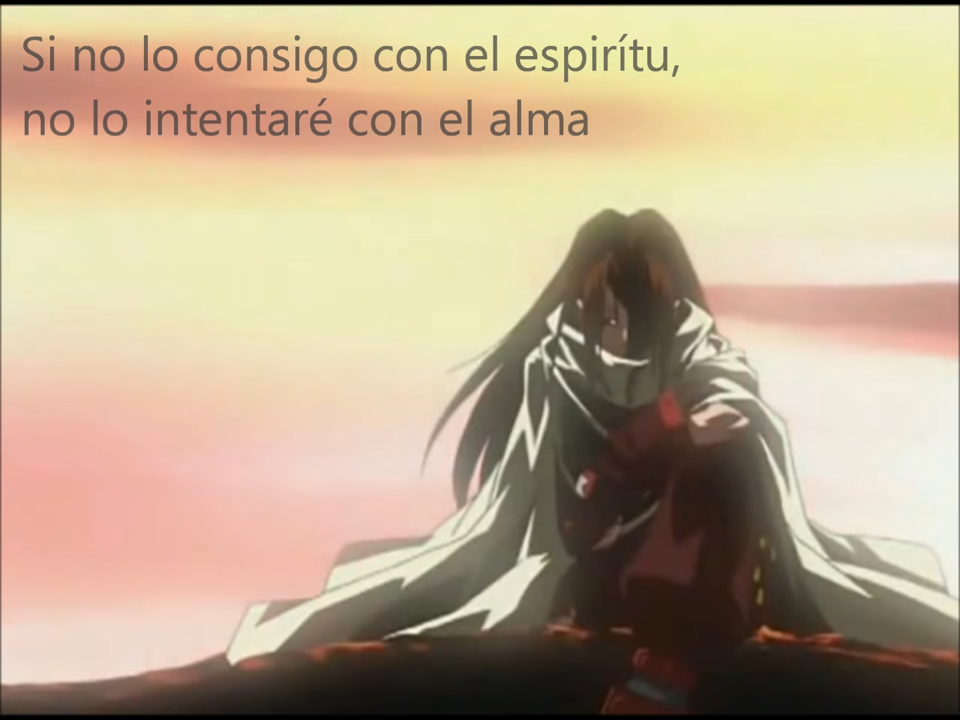 Si no lo consigo con el espirítu,
no lo intentaré con el alma